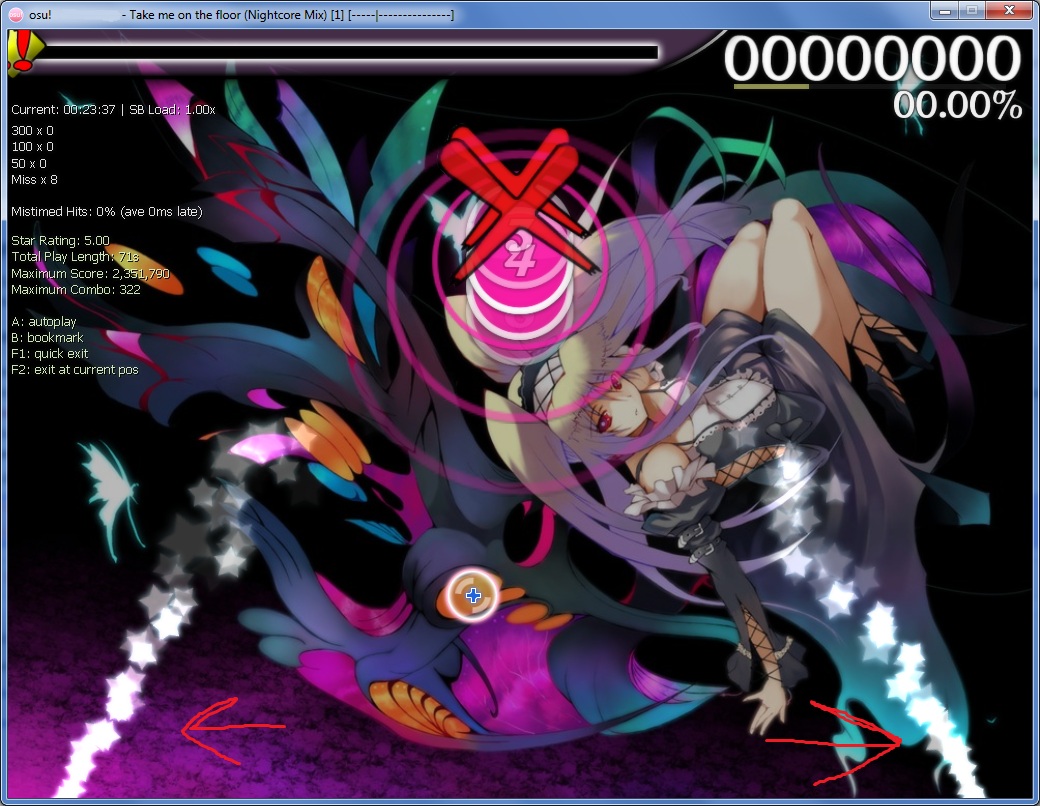 osu! - Take me on the floor (Nightcore Mix) [1] [-----|---------------]
00000000
00.00%
Current: 00:23:37 | SB Load: 1.00x
300 x 0
100 x 0
50 x 0
Miss x 8
Mistimed Hits: 0% (ave 0ms late)
Star Rating: 5.00
Total Play Length: 71s
Maximum Score: 2,351,790
Maximum Combo: 322
A: autoplay
B: bookmark
F1: quick exit
F2: exit at current pos
4